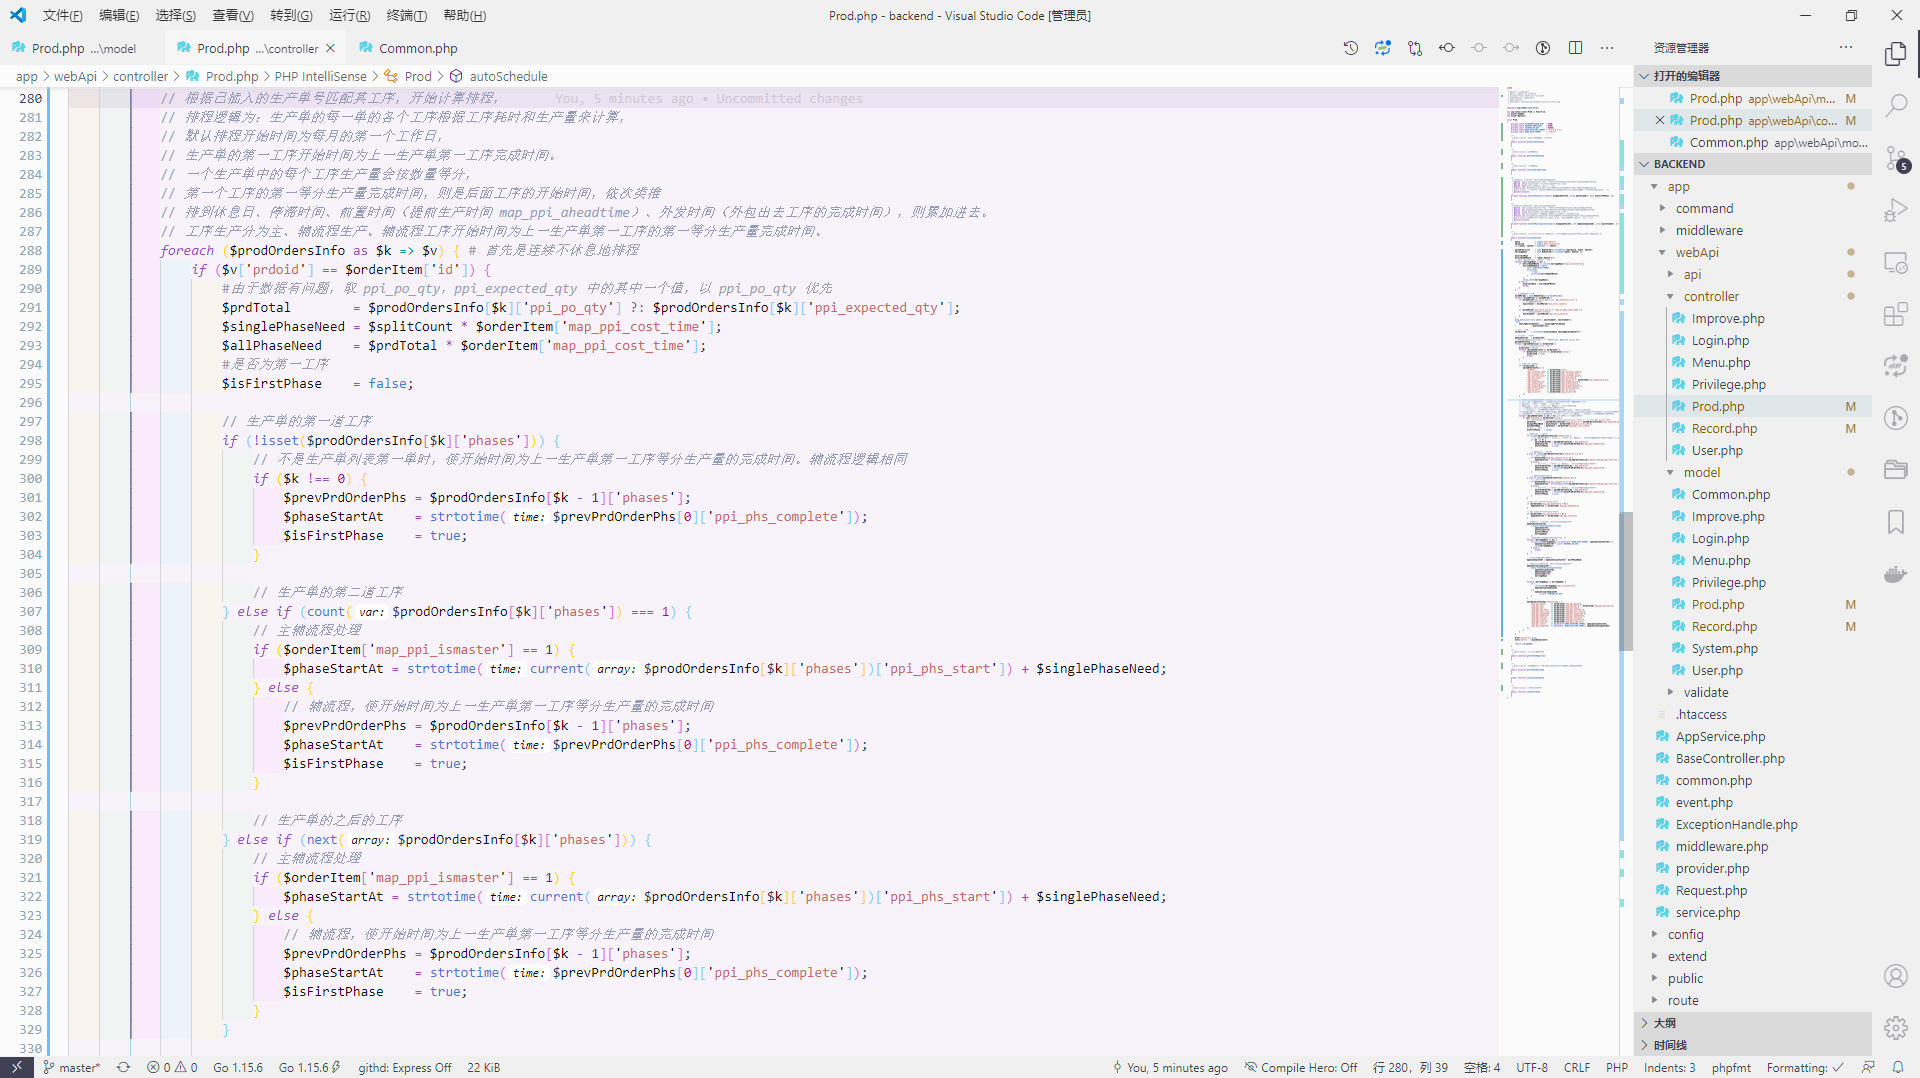 文件(F) 编辑(E) 选择(S) 查看(V) 转到(G) 运行(R) 终端(T) 帮助(H)
Prod.php - backend - Visual Studio Code [管理员]
Prod.php ...\model
Prod.php ...\controller
Common.php
app > webApi > controller > Prod.php > PHP IntelliSense > Prod > autoSchedule
280 // 根据已插入的生产单号匹配其工序，开始计算排程， You, 5 minutes ago • Uncommitted changes
281 // 排程逻辑为：生产单的每一单的各个工序根据工序耗时和生产量来计算，
282 // 默认排程开始时间为每月的第一个工作日，
283 // 生产单的第一工序开始时间为上一生产单第一工序完成时间。
284 // 一个生产单中的每个工序生产量会按数量等分，
285 // 第一个工序的第一等分生产量完成时间，则是后面工序的开始时间，依次类推
286 // 排到休息日、停滞时间、前置时间（提前生产时间 map_ppi_aheadtime）、外发时间（外包出去工序的完成时间），则累加进去。
287 // 工序生产分为主、辅流程生产。辅流程工序开始时间为上一生产单第一工序的第一等分生产量完成时间。
288 foreach ($prodOrdersInfo as $k => $v) { # 首先是连续不休息地排程
289 if ($v['prdoid'] == $orderItem['id']) {
290 #由于数据有问题，取 ppi_po_qty，ppi_expected_qty 中的其中一个值，以 ppi_po_qty 优先
291 $prdTotal = $prodOrdersInfo[$k]['ppi_po_qty'] ?: $prodOrdersInfo[$k]['ppi_expected_qty'];
292 $singlePhaseNeed = $splitCount * $orderItem['map_ppi_cost_time'];
293 $allPhaseNeed = $prdTotal * $orderItem['map_ppi_cost_time'];
294 #是否为第一工序
295 $isFirstPhase = false;
296
297 // 生产单的第一道工序
298 if (!isset($prodOrdersInfo[$k]['phases'])) {
299 // 不是生产单列表第一单时，使开始时间为上一生产单第一工序等分生产量的完成时间。辅流程逻辑相同
300 if ($k !== 0) {
301 $prevPrdOrderPhs = $prodOrdersInfo[$k - 1]['phases'];
302 $phaseStartAt = strtotime( time: $prevPrdOrderPhs[0]['ppi_phs_complete']);
303 $isFirstPhase = true;
304 }
305
306 // 生产单的第二道工序
307 } else if (count( var: $prodOrdersInfo[$k]['phases']) === 1) {
308 // 主辅流程处理
309 if ($orderItem['map_ppi_ismaster'] == 1) {
310 $phaseStartAt = strtotime( time: current( array: $prodOrdersInfo[$k]['phases'])['ppi_phs_start']) + $singlePhaseNeed;
311 } else {
312 // 辅流程，使开始时间为上一生产单第一工序等分生产量的完成时间
313 $prevPrdOrderPhs = $prodOrdersInfo[$k - 1]['phases'];
314 $phaseStartAt = strtotime( time: $prevPrdOrderPhs[0]['ppi_phs_complete']);
315 $isFirstPhase = true;
316 }
317
318 // 生产单的之后的工序
319 } else if (next( array: $prodOrdersInfo[$k]['phases'])) {
320 // 主辅流程处理
321 if ($orderItem['map_ppi_ismaster'] == 1) {
322 $phaseStartAt = strtotime( time: current( array: $prodOrdersInfo[$k]['phases'])['ppi_phs_start']) + $singlePhaseNeed;
323 } else {
324 // 辅流程，使开始时间为上一生产单第一工序等分生产量的完成时间
325 $prevPrdOrderPhs = $prodOrdersInfo[$k - 1]['phases'];
326 $phaseStartAt = strtotime( time: $prevPrdOrderPhs[0]['ppi_phs_complete']);
327 $isFirstPhase = true;
328 }
329 }
330
资源管理器
打开的编辑器
Prod.php app\webApi\m... M
Prod.php app\webApi\co... M
Common.php app\webApi\mo...
BACKEND
app
command
middleware
webApi
api
controller
Improve.php
Login.php
Menu.php
Privilege.php
Prod.php M
Record.php M
User.php
model
Common.php
Improve.php
Login.php
Menu.php
Privilege.php
Prod.php M
Record.php M
System.php
User.php
validate
.htaccess
AppService.php
BaseController.php
common.php
event.php
ExceptionHandle.php
middleware.php
provider.php
Request.php
service.php
config
extend
public
route
大纲
时间线
5
master* 0 0 Go 1.15.6 Go 1.15.6 githd: Express Off 22 KiB You, 5 minutes ago Compile Hero: Off 行 280，列 39 空格: 4 UTF-8 CRLF PHP Indents: 3 phpfmt Formatting: ✓